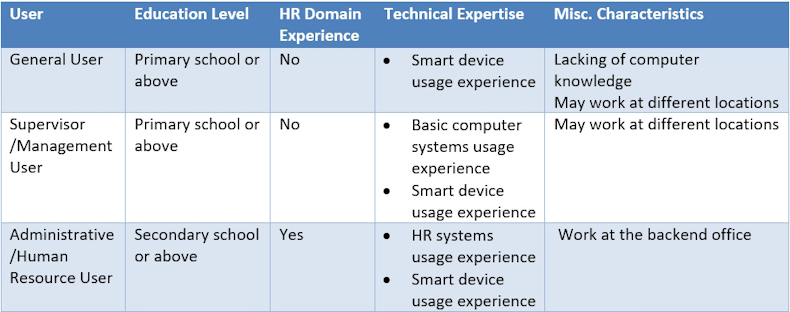 User Education Level HR Domain Experience Technical Expertise Misc. Characteristics
General User
Primary school or
above
No
• Smart device
usage experience
Lacking of computer
knowledge
May work at different locations
Supervisor
/Management
User
Primary school or
above
No
• Basic computer
systems usage
experience
• Smart device
usage experience
May work at different locations
Administrative
/Human
Resource User
Secondary school
or above
Yes
• HR systems
usage experience
• Smart device
usage experience
Work at the backend office